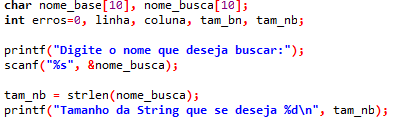 char nome_base[10], nome_busca[10];
int erros=0, linha, coluna, tam_bn, tam_nb;
printf("Digite o nome que deseja buscar:");
scanf("%s", &nome_busca);
tam_nb = strlen(nome_busca);
printf("Tamanho da String que se deseja %d\n", tam_nb);